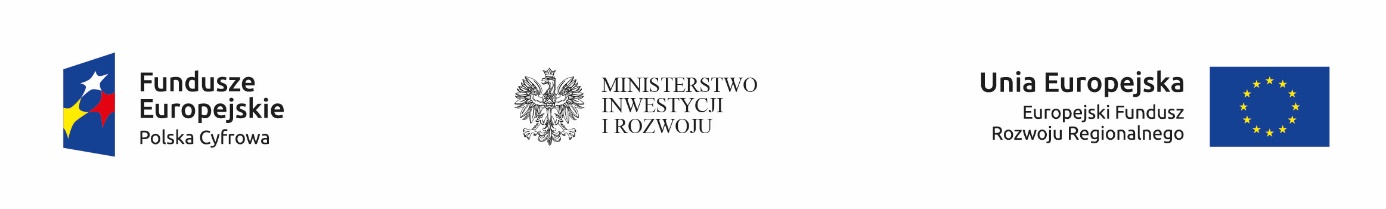 Fundusze
Europejskie
Polska Cyfrowa
MINISTERSTWO
INWESTYCJI
I ROZWOJU
Unia Europejska
Europejski Fundusz
Rozwoju Regionalnego